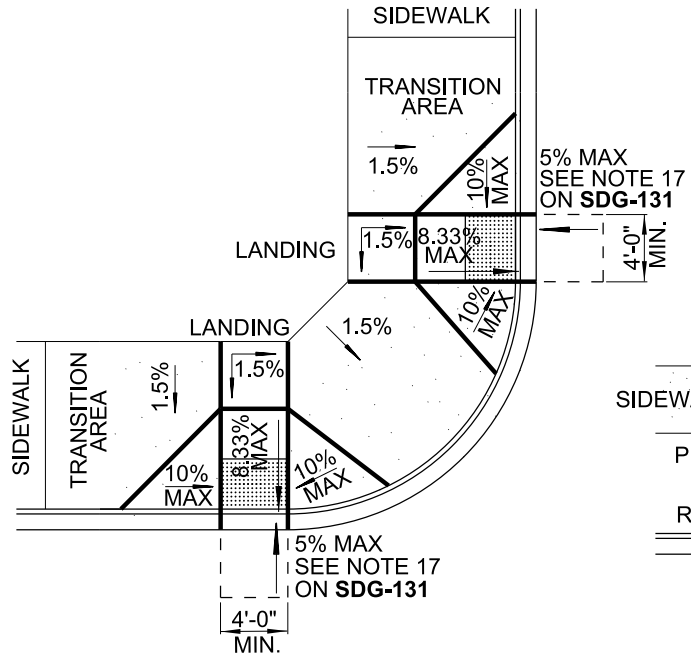 SIDEWALK
TRANSITION
AREA
1.5%
10%
MAX
5% MAX
SEE NOTE 17
ON SDG-131
LANDING
1.5%
8.33%
MAX
4'-0"
MIN.
10%
MAX
LANDING
1.5%
1.5%
SIDEWALK
TRANSITION
AREA
1.5%
8.33%
MAX
10%
MAX
10%
MAX
5% MAX
SEE NOTE 17
ON SDG-131
4'-0"
MIN.
SIDEW
P
R